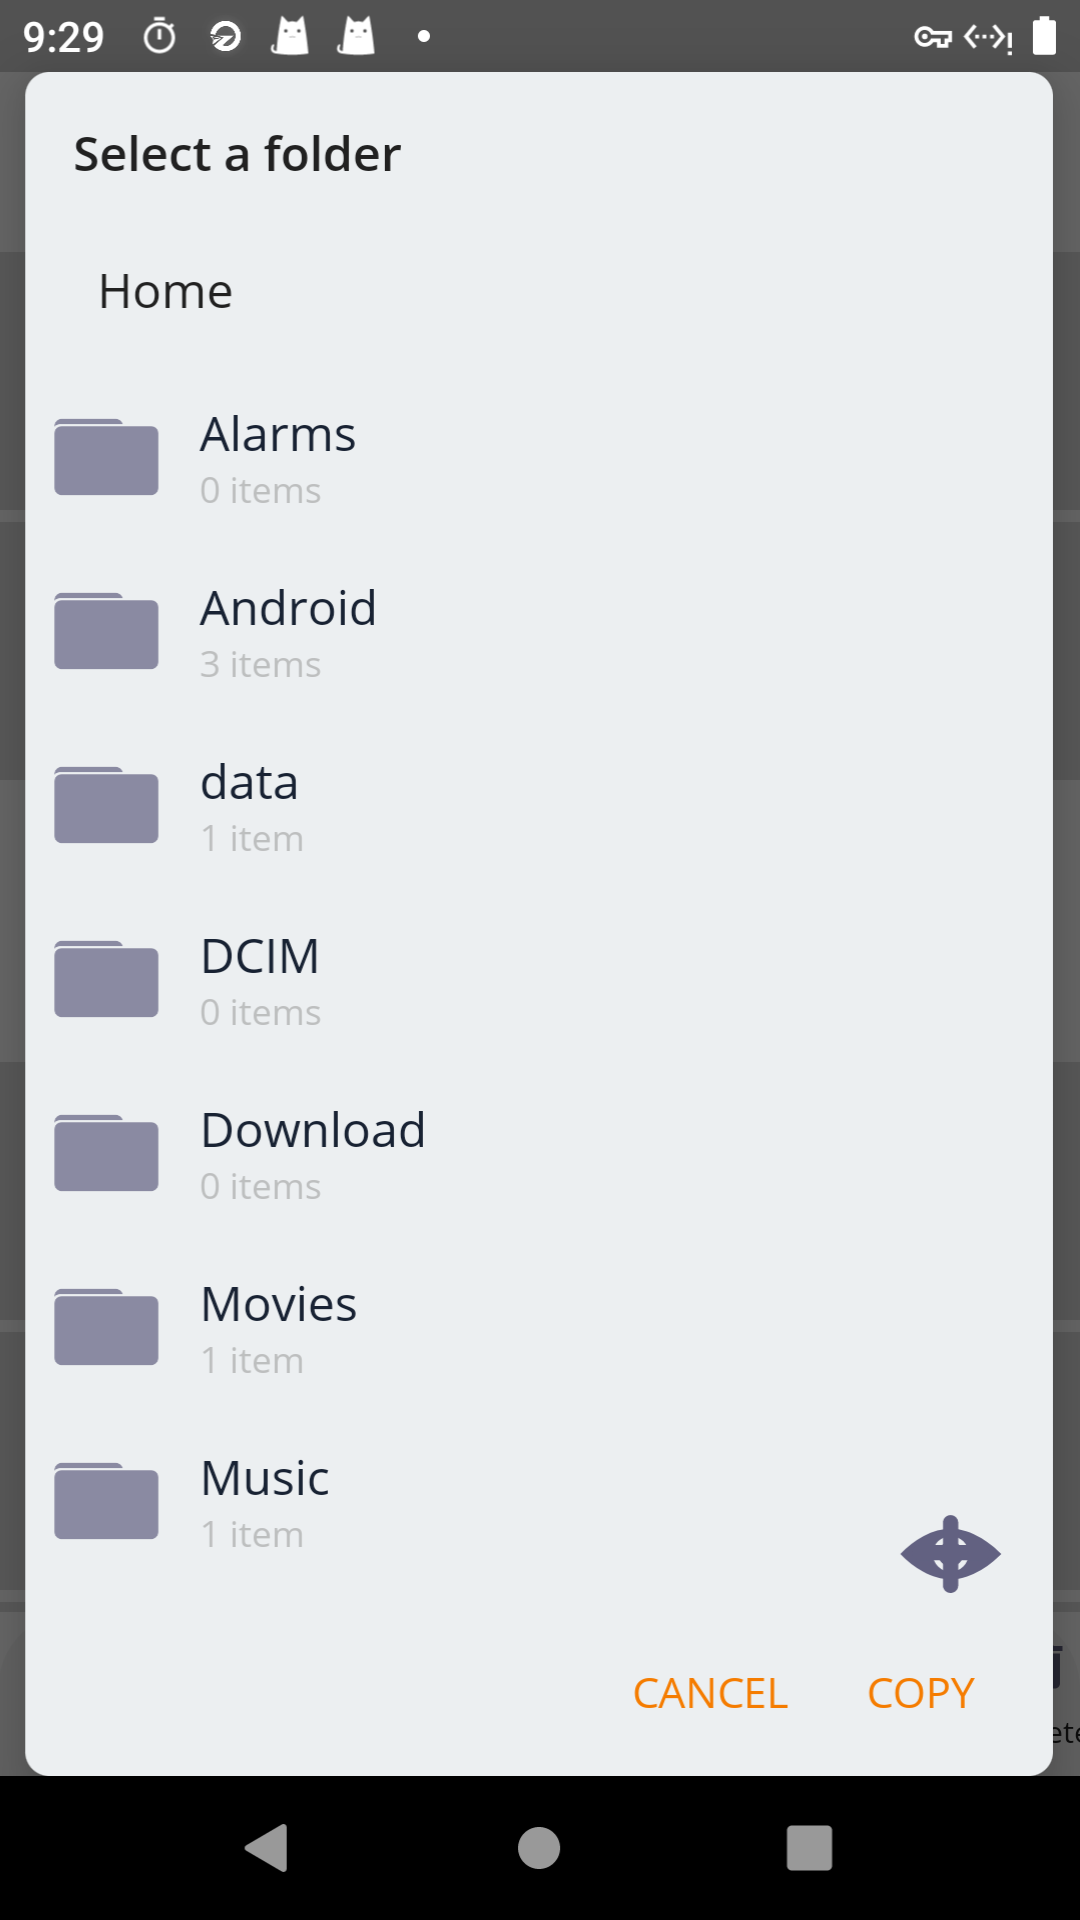 9:29
Select a folder
Home
Alarms
0 items
Android
3 items
data
1 item
DCIM
0 items
Download
0 items
Movies
1 item
Music
1 item
CANCEL COPY